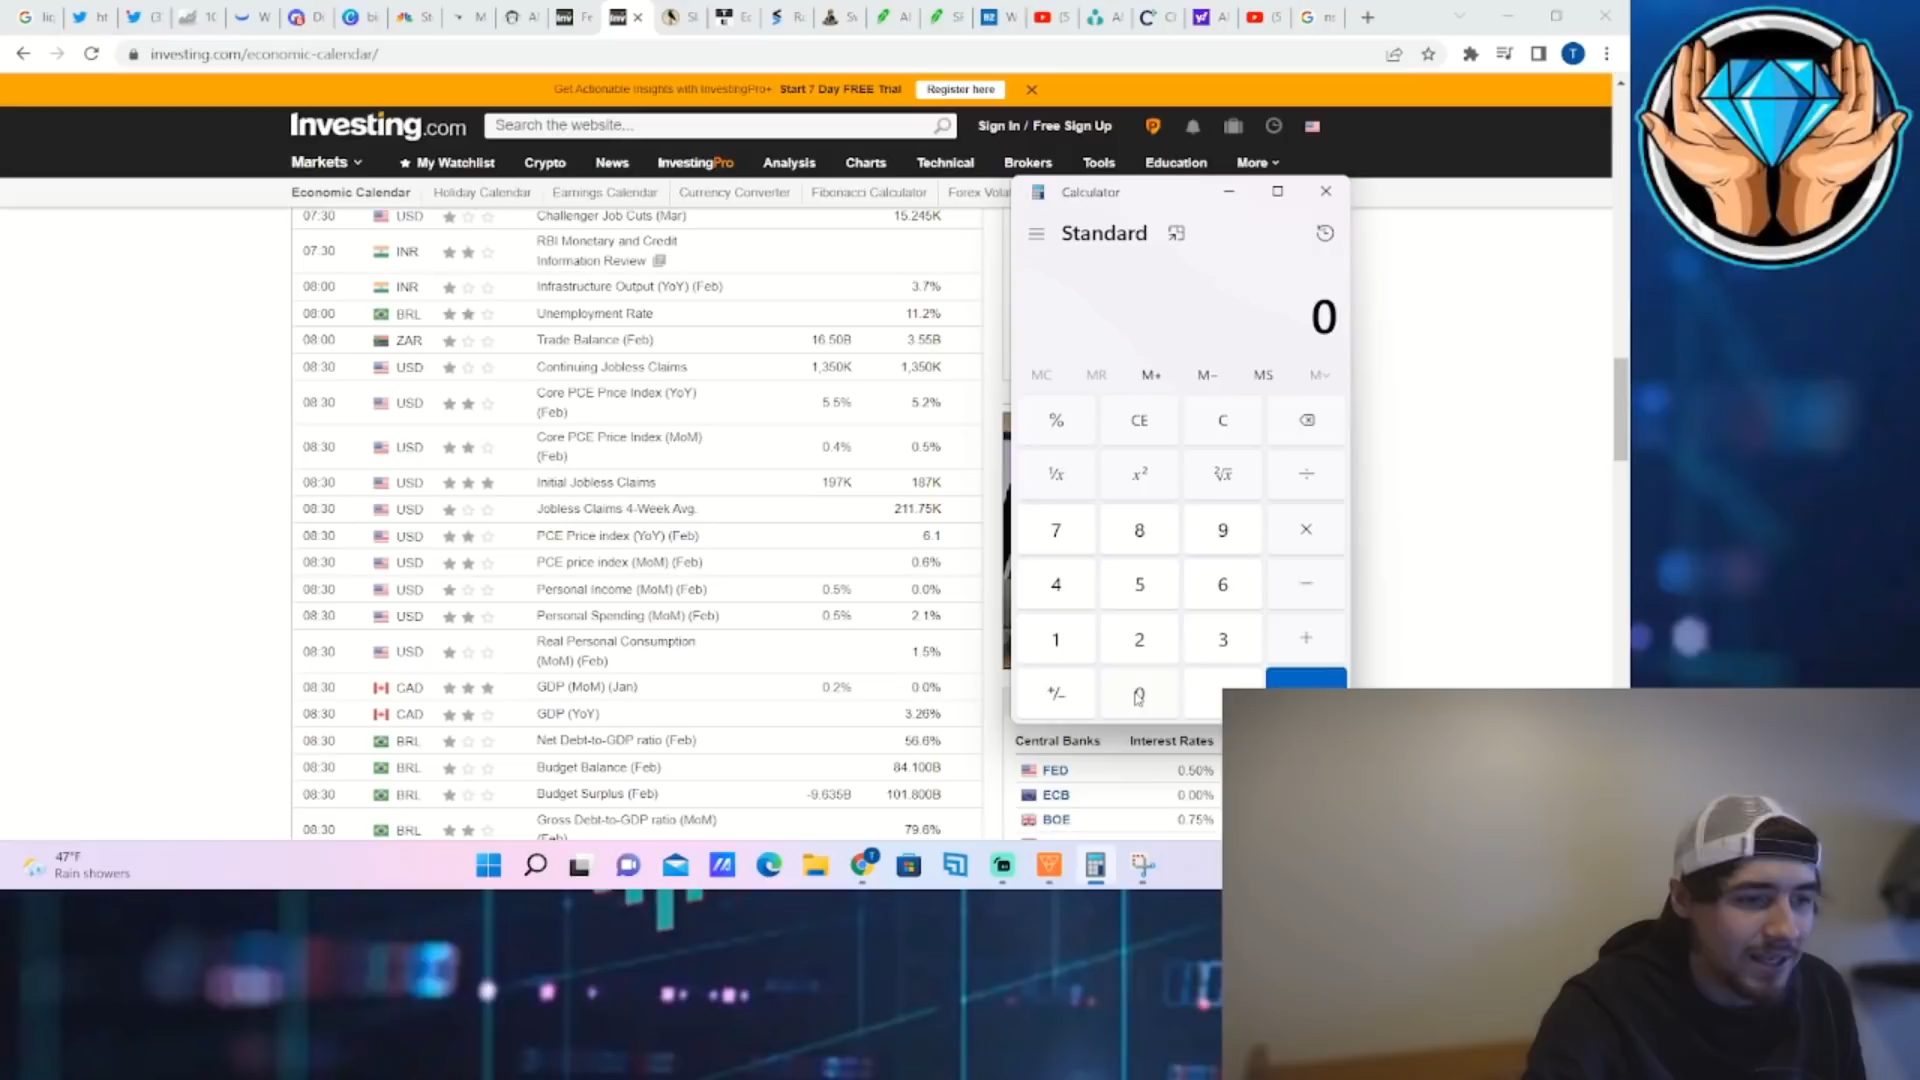 investing.com/economic-calendar/
T
Get Actionable Insights with InvestingPro+ Start 7 Day FREE Trial Register here
Investing.com Search the website... Sign In / Free Sign Up
Markets My Watchlist Crypto News InvestingPro Analysis Charts Technical Brokers Tools Education More
Economic Calendar Holiday Calendar Earnings Calendar Currency Converter Fibonacci Calculator Forex Vola
07:30 USD Challenger Job Cuts (Mar) 15.245K
07:30 INR RBI Monetary and Credit
Information Review
08:00 INR Infrastructure Output (YoY) (Feb) 3.7%
08:00 BRL Unemployment Rate 11.2%
08:00 ZAR Trade Balance (Feb) 16.50B 3.55B
08:30 USD Continuing Jobless Claims 1,350K 1,350K
08:30 USD Core PCE Price Index (YoY)
(Feb) 5.5% 5.2%
08:30 USD Core PCE Price Index (MoM)
(Feb) 0.4% 0.5%
08:30 USD Initial Jobless Claims 197K 187K
08:30 USD Jobless Claims 4-Week Avg. 211.75K
08:30 USD PCE Price index (YoY) (Feb) 6.1
08:30 USD PCE price index (MoM) (Feb) 0.6%
08:30 USD Personal Income (MoM) (Feb) 0.5% 0.0%
08:30 USD Personal Spending (MoM) (Feb) 0.5% 2.1%
08:30 USD Real Personal Consumption
(MoM) (Feb) 1.5%
08:30 CAD GDP (MoM) (Jan) 0.2% 0.0%
08:30 CAD GDP (YoY) 3.26%
08:30 BRL Net Debt-to-GDP ratio (Feb) 56.6%
08:30 BRL Budget Balance (Feb) 84.100B
08:30 BRL Budget Surplus (Feb) -9.635B 101.800B
08:30 BRL Gross Debt-to-GDP ratio (MoM)
(Feb) 79.6%
Calculator
Standard
0
MC MR M+ M- MS M
% CE C
1/x x² ²√x ÷
7 8 9 ×
4 5 6 −
1 2 3 +
+/− 0
Central Banks Interest Rates
FED 0.50%
ECB 0.00%
BOE 0.75%
47°F
Rain showers